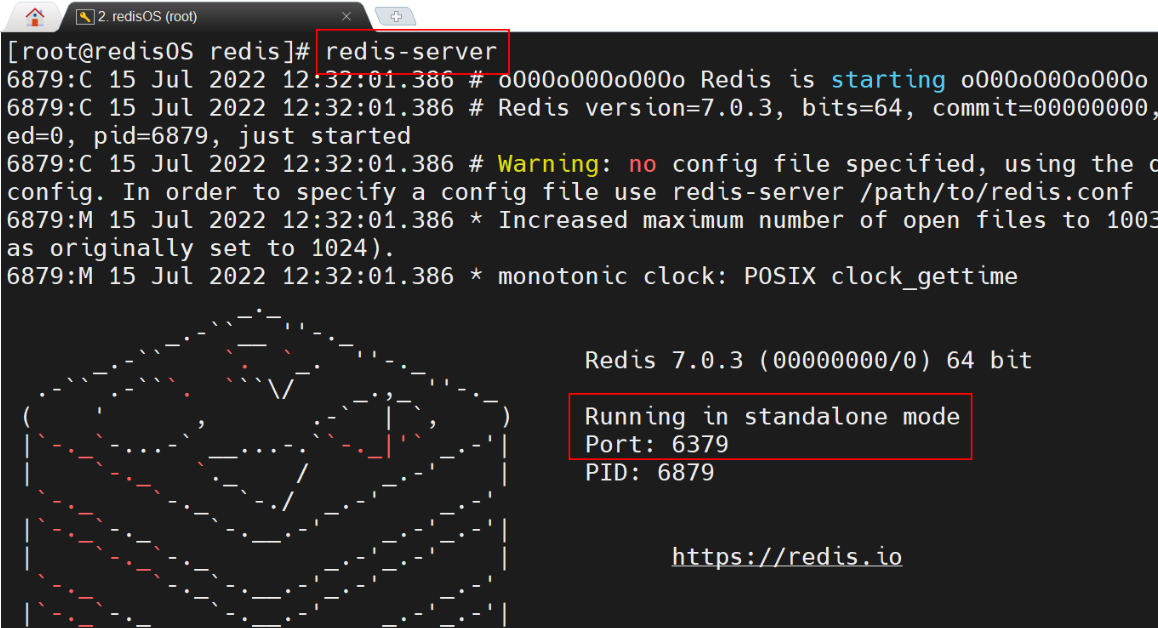 2. redisOS (root)
[root@redisOS redis]# redis-server
6879:C 15 Jul 2022 12:32:01.386 # oO0OoO0OoO0Oo Redis is starting oO0OoO0OoO0Oo
6879:C 15 Jul 2022 12:32:01.386 # Redis version=7.0.3, bits=64, commit=00000000,
ed=0, pid=6879, just started
6879:C 15 Jul 2022 12:32:01.386 # Warning: no config file specified, using the
config. In order to specify a config file use redis-server /path/to/redis.conf
6879:M 15 Jul 2022 12:32:01.386 * Increased maximum number of open files to 1003
as originally set to 1024).
6879:M 15 Jul 2022 12:32:01.386 * monotonic clock: POSIX clock_gettime
Redis 7.0.3 (00000000/0) 64 bit
Running in standalone mode
Port: 6379
PID: 6879
https://redis.io